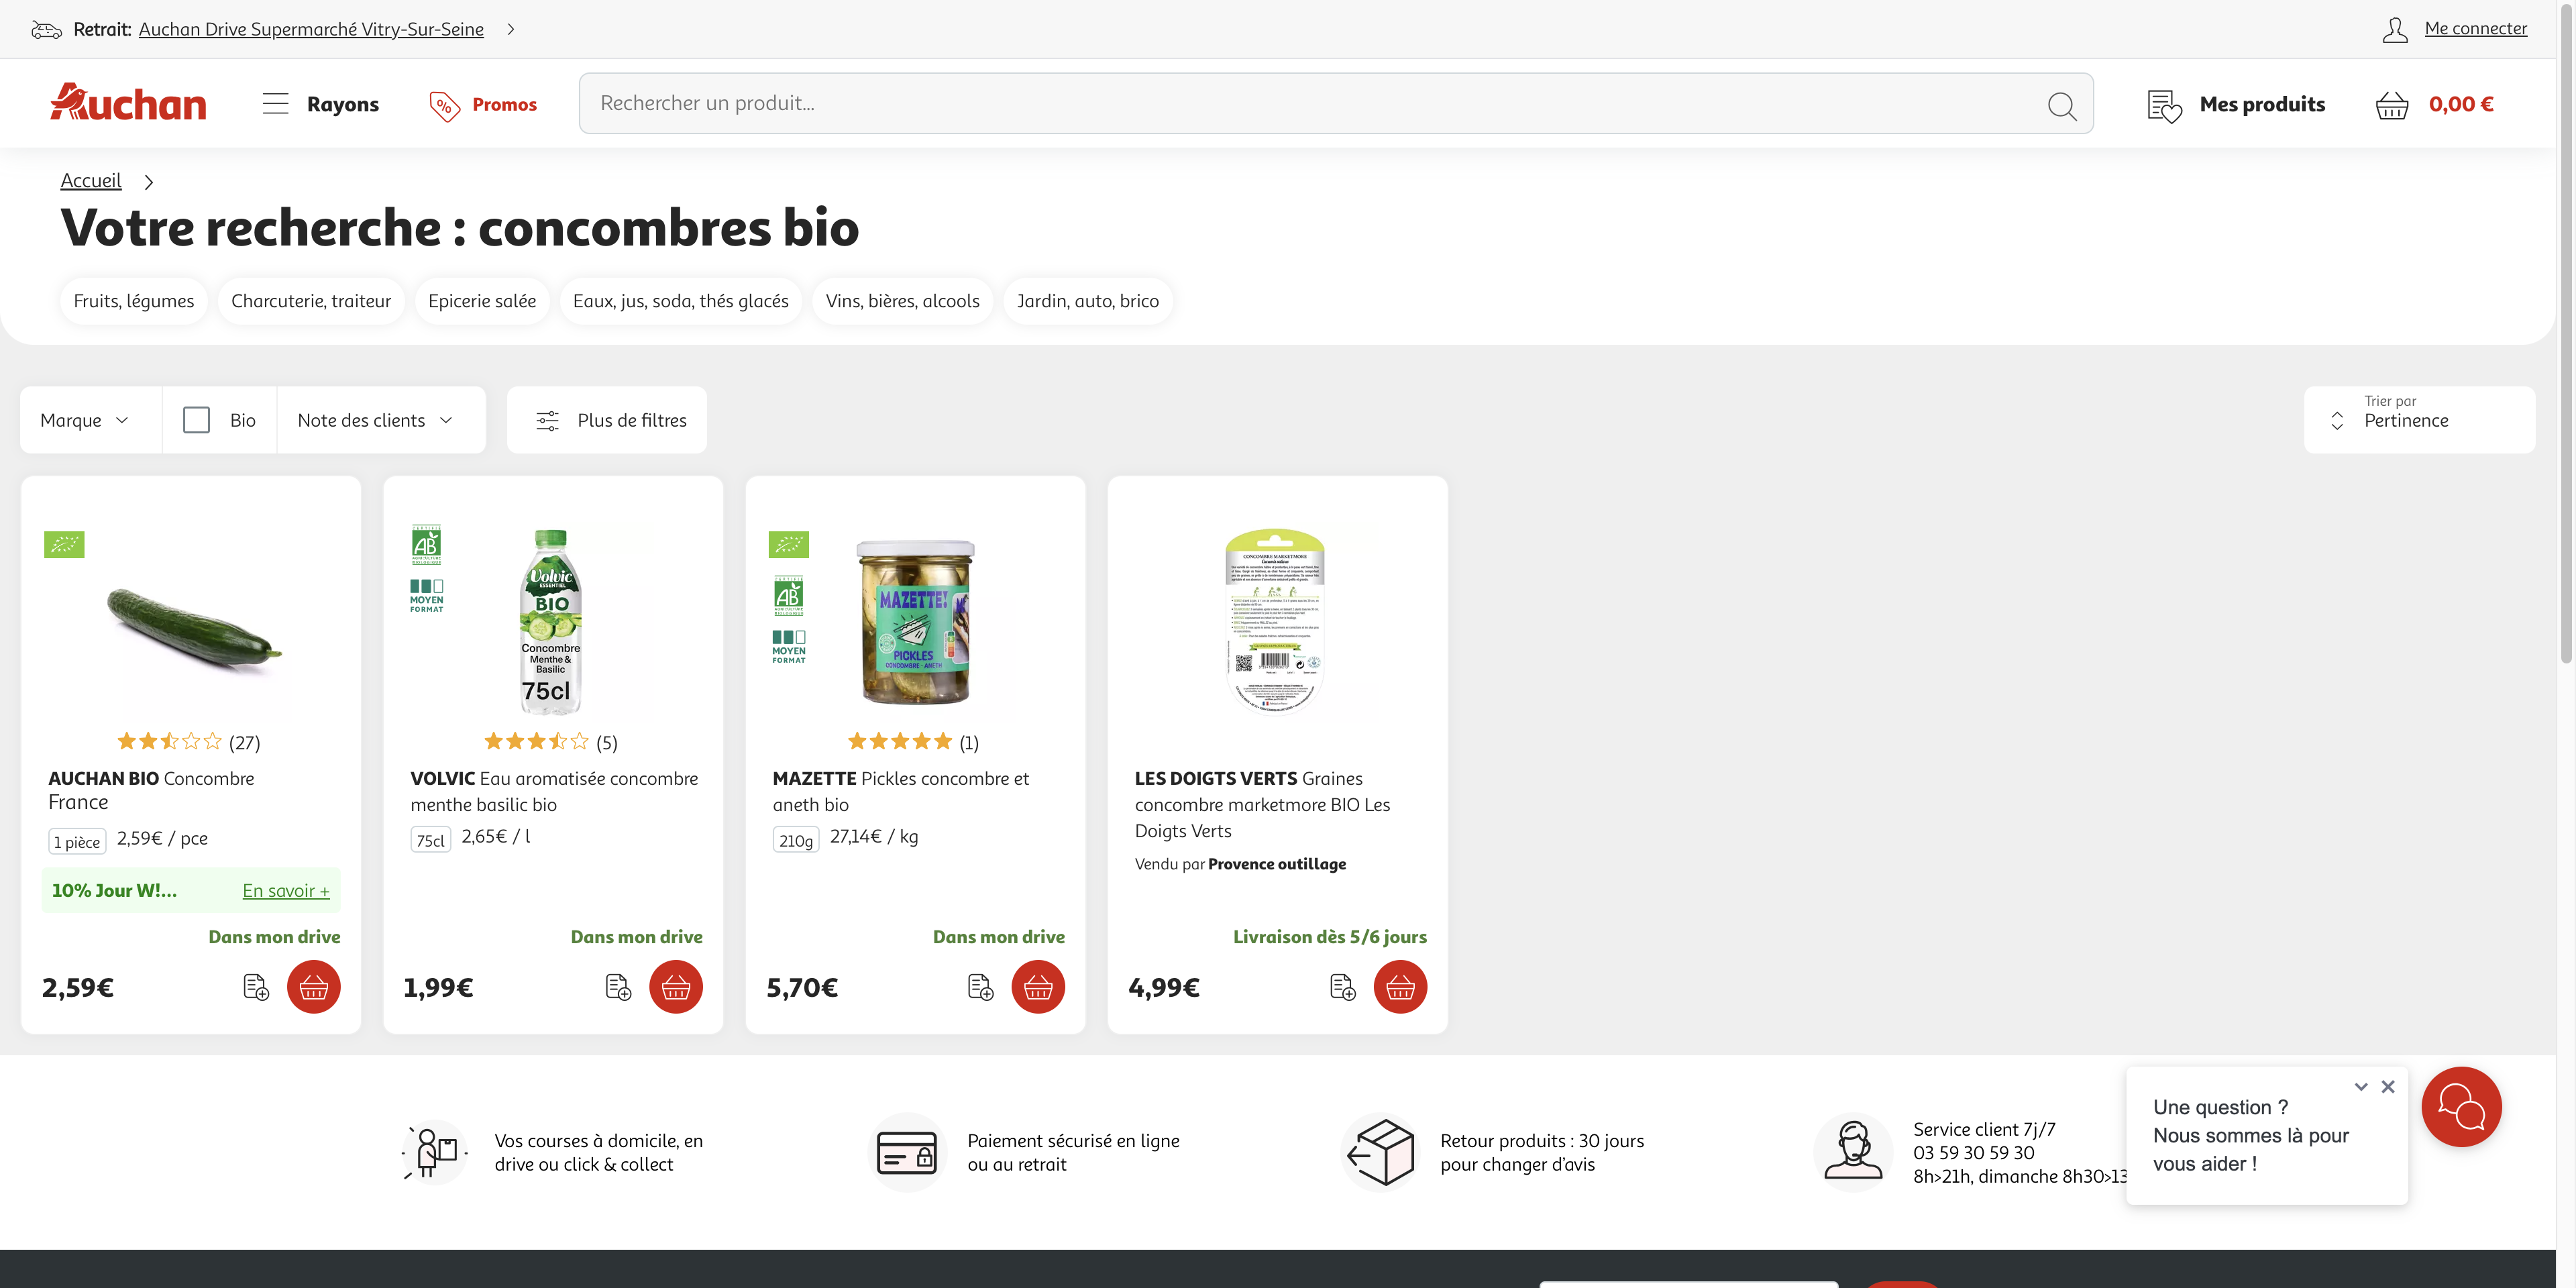 Retrait: Auchan Drive Supermarché Vitry-Sur-Seine
Me connecter
Auchan
Rayons
Promos
Rechercher un produit...
Mes produits
0,00 €
Accueil
Votre recherche : concombres bio
Fruits, légumes
Charcuterie, traiteur
Epicerie salée
Eaux, jus, soda, thés glacés
Vins, bières, alcools
Jardin, auto, brico
Marque
Bio
Note des clients
Plus de filtres
Trier par
Pertinence
(27)
AUCHAN BIO Concombre
France
1 pièce
2,59€ / pce
10% Jour W!...
En savoir +
Dans mon drive
2,59€
AB
MOYEN
FORMAT
Volvic
ESSENTIEL
BIO
Concombre
Menthe &
Basilic
75cl
(5)
VOLVIC Eau aromatisée concombre
menthe basilic bio
75cl
2,65€ / l
Dans mon drive
1,99€
AB
MOYEN
FORMAT
MAZETTE!
PICKLES
CONCOMBRE - ANETH
(1)
MAZETTE Pickles concombre et
aneth bio
210g
27,14€ / kg
Dans mon drive
5,70€
CONCOMBRE MARKETMORE
LES DOIGTS VERTS Graines
concombre marketmore BIO Les
Doigts Verts
Vendu par Provence outillage
Livraison dès 5/6 jours
4,99€
Vos courses à domicile, en
drive ou click & collect
Paiement sécurisé en ligne
ou au retrait
Retour produits : 30 jours
pour changer d'avis
Service client 7j/7
03 59 30 59 30
8h>21h, dimanche 8h30>13
Une question ?
Nous sommes là pour
vous aider !